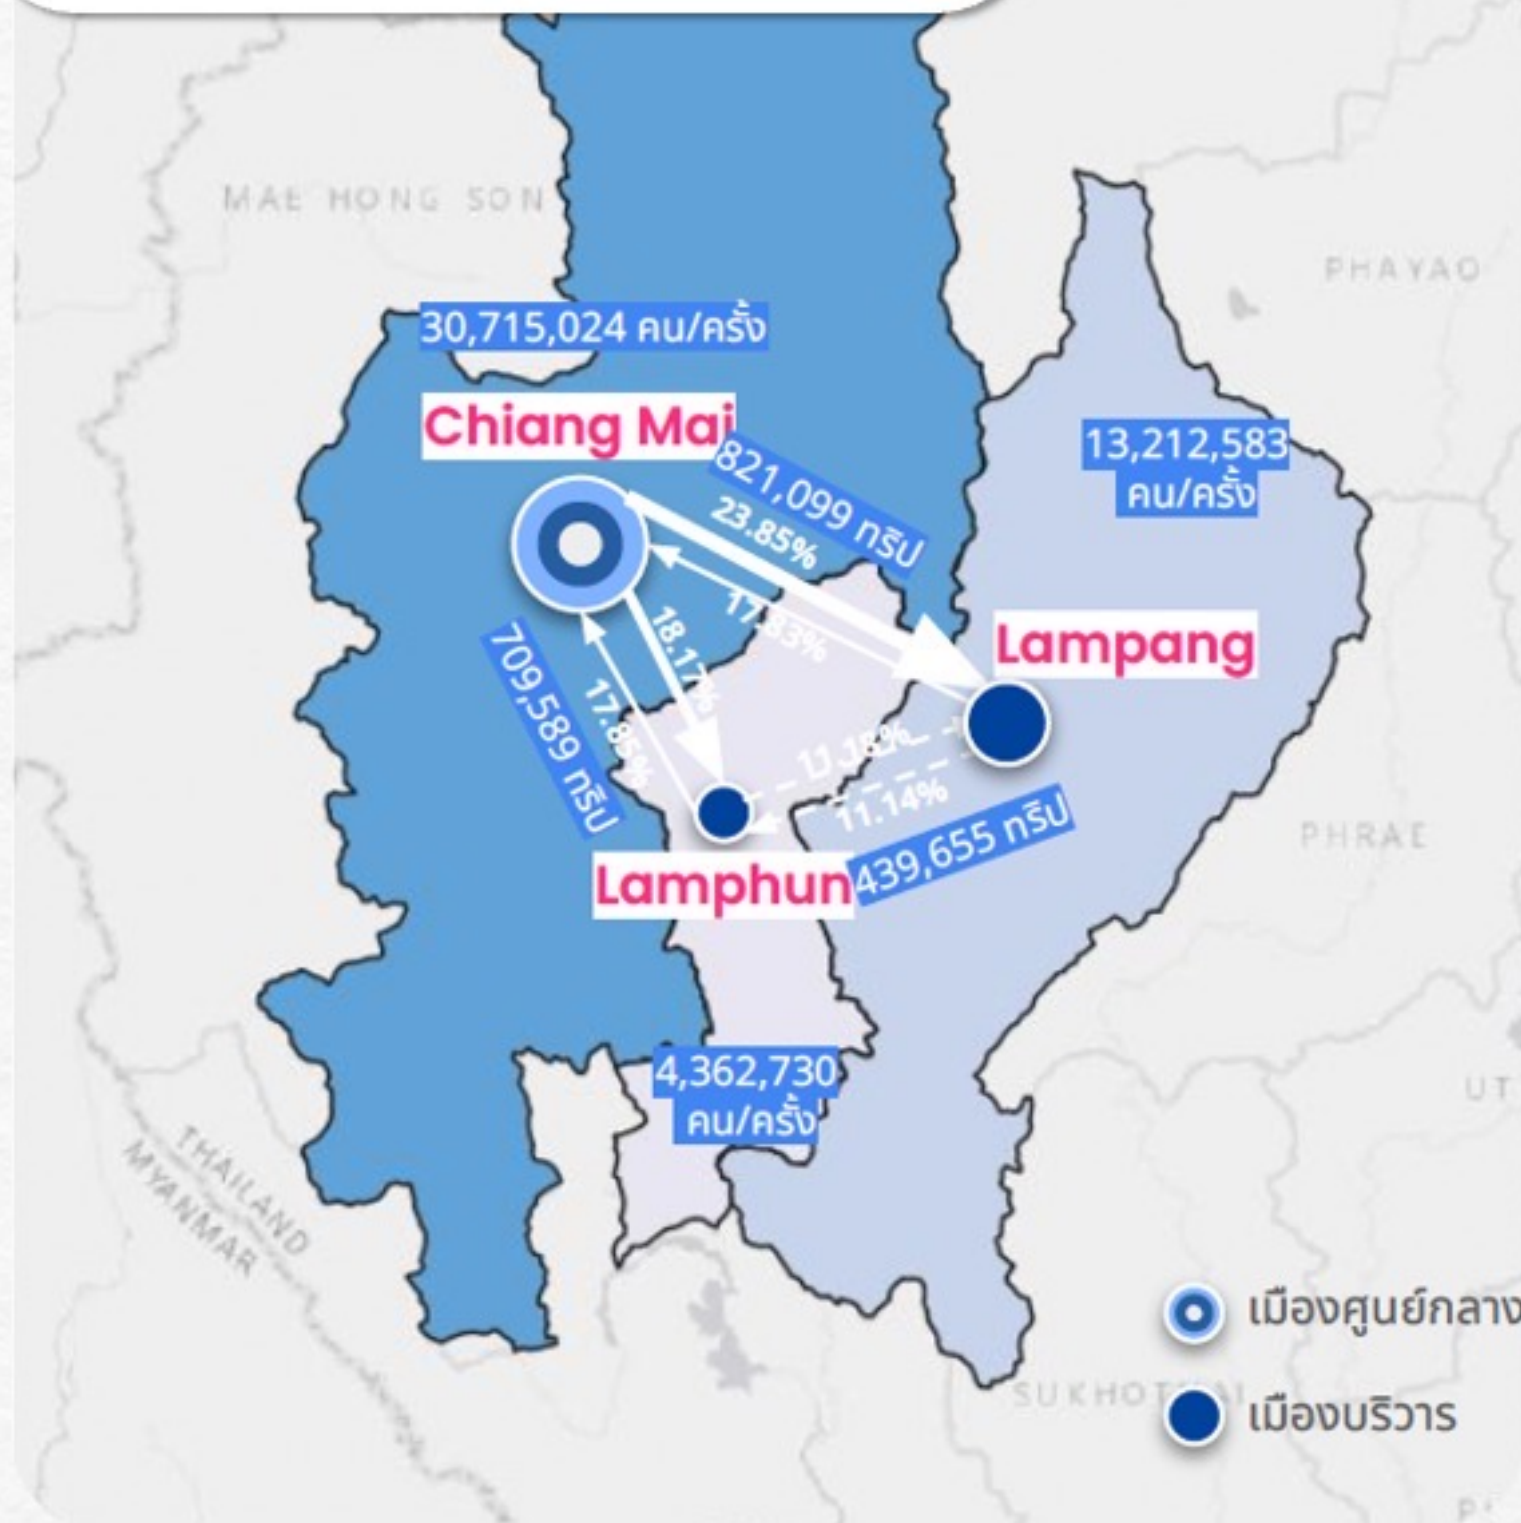 MAE HONG SON
PHAYAO
30,715,024 คน/ครั้ง
Chiang Mai
13,212,583
คน/ครั้ง
821,099 ทริป
23.85%
17.83%
Lampang
18.17%
709,589 ทริป
17.85%
11.14%
439,655 ทริป
Lamphun
PHRAE
4,362,730
คน/ครั้ง
UT
THAILAND
MYANMAR
เมืองศูนย์กลาง
SUKHOTHAI
เมืองบริวาร